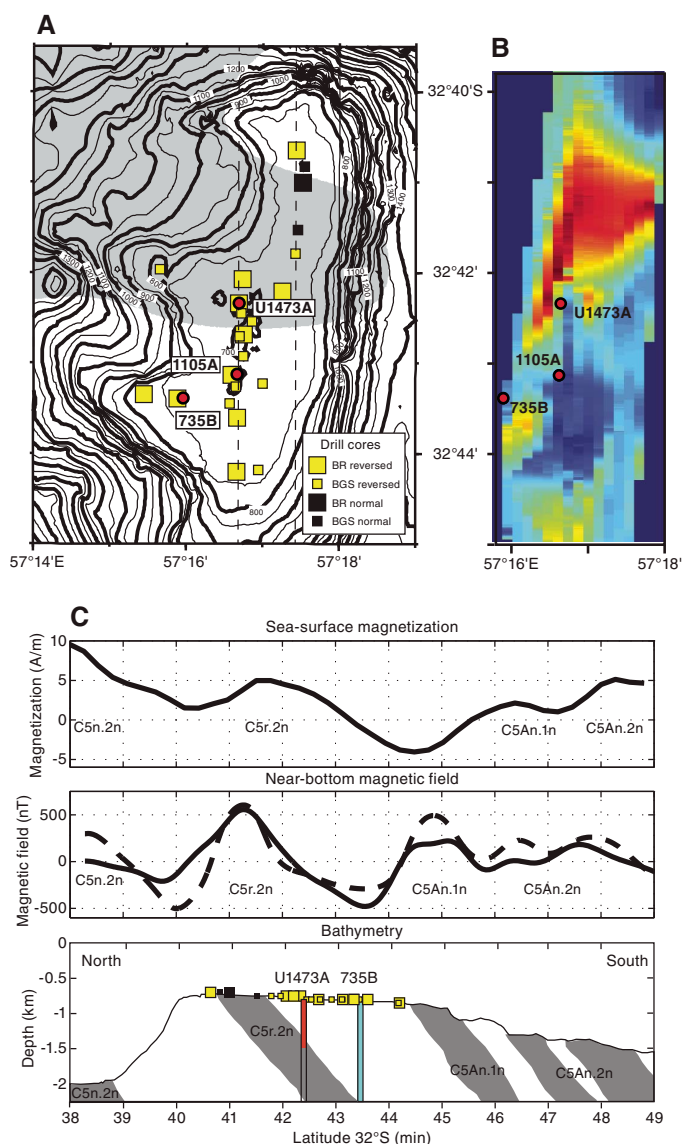 A
B
32°40'S
32°42'
32°44'
1200
1000
1100
900
800
800
1300
1400
1300
1200
1100
1000
900
1100
1200
700
800
U1473A
1105A
735B
Drill cores
BR reversed
BGS reversed
BR normal
BGS normal
57°14'E
57°16'
57°18'
U1473A
1105A
735B
57°16'E
57°18'
C
Sea-surface magnetization
Magnetization (A/m)
10
5
0
-5
C5n.2n
C5r.2n
C5An.1n
C5An.2n
Near-bottom magnetic field
Magnetic field (nT)
500
0
-500
C5n.2n
C5r.2n
C5An.1n
C5An.2n
Bathymetry
Depth (km)
0
-0.5
-1
-1.5
-2
North
South
U1473A
735B
C5n.2n
C5r.2n
C5An.1n
C5An.2n
38
39
40
41
42
43
44
45
46
47
48
49
Latitude 32°S (min)